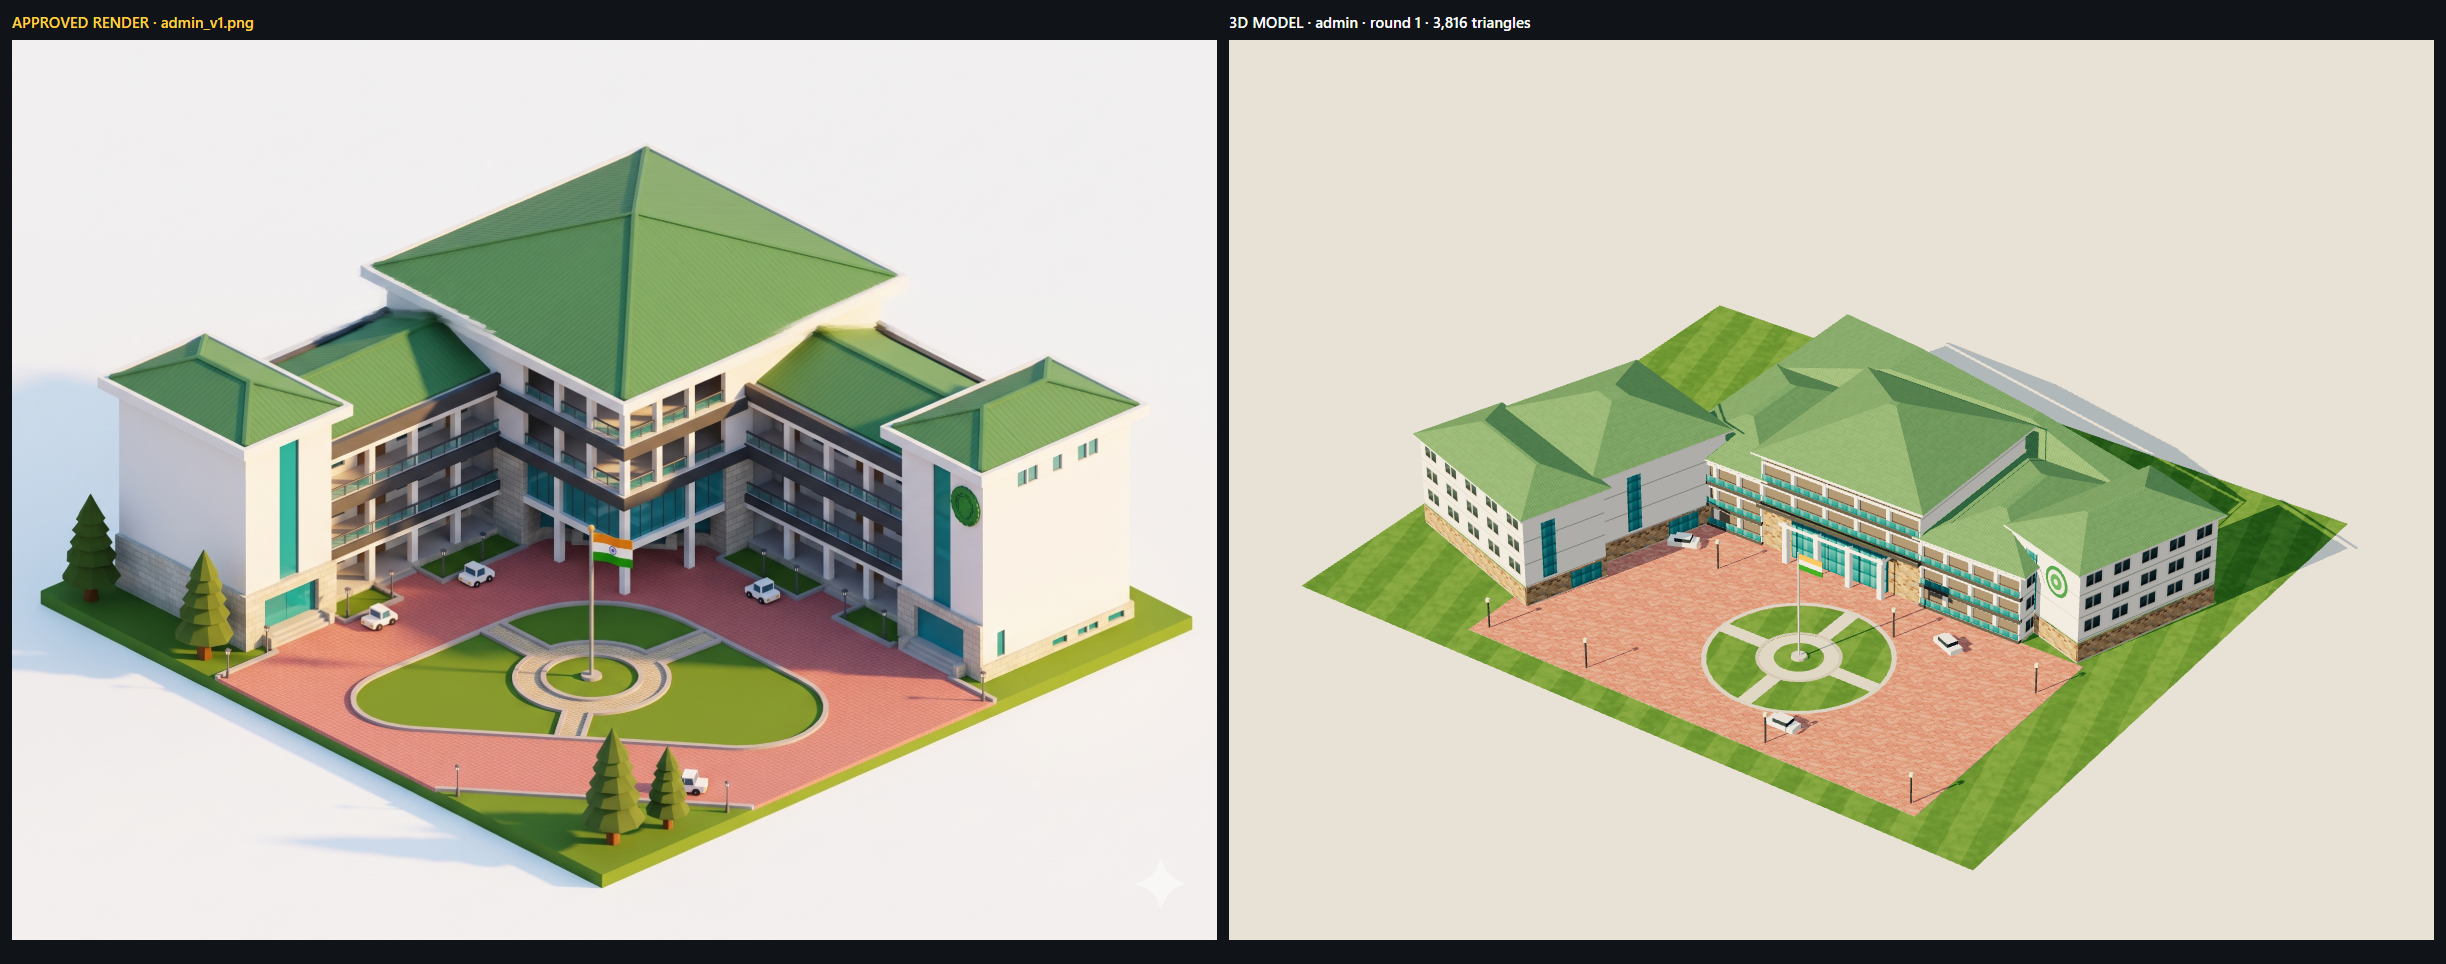 APPROVED RENDER · admin_v1.png
3D MODEL · admin · round 1 · 3,816 triangles